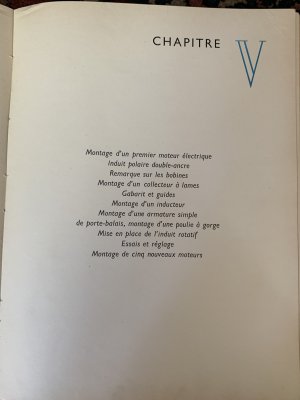 CHAPITRE V
Montage d'un premier moteur électrique
Induit polaire double-ancre
Remarque sur les bobines
Montage d'un collecteur à lames
Gabarit et guides
Montage d'un inducteur
Montage d'une armature simple
de porte-balais, montage d'une poulie à gorge
Mise en place de l'induit rotatif
Essais et réglage
Montage de cinq nouveaux moteurs